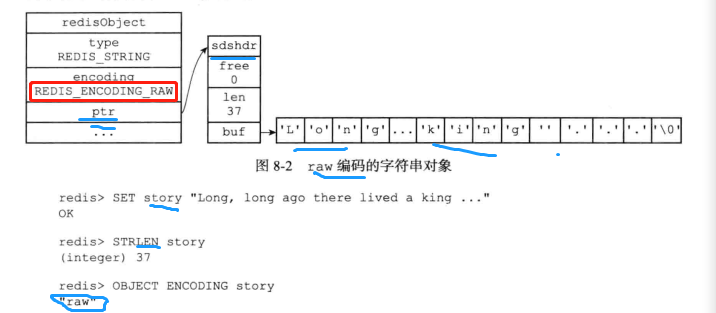 redisObject
type
REDIS_STRING
encoding
REDIS_ENCODING_RAW
ptr
...
sdshdr
free
0
len
37
buf
'L' 'o' 'n' 'g' ... 'k' 'i' 'n' 'g' '' '.' '.' '.' '\0'
图 8-2 raw 编码的字符串对象
redis> SET story "Long, long ago there lived a king ..."
OK
redis> STRLEN story
(integer) 37
redis> OBJECT ENCODING story
"raw"